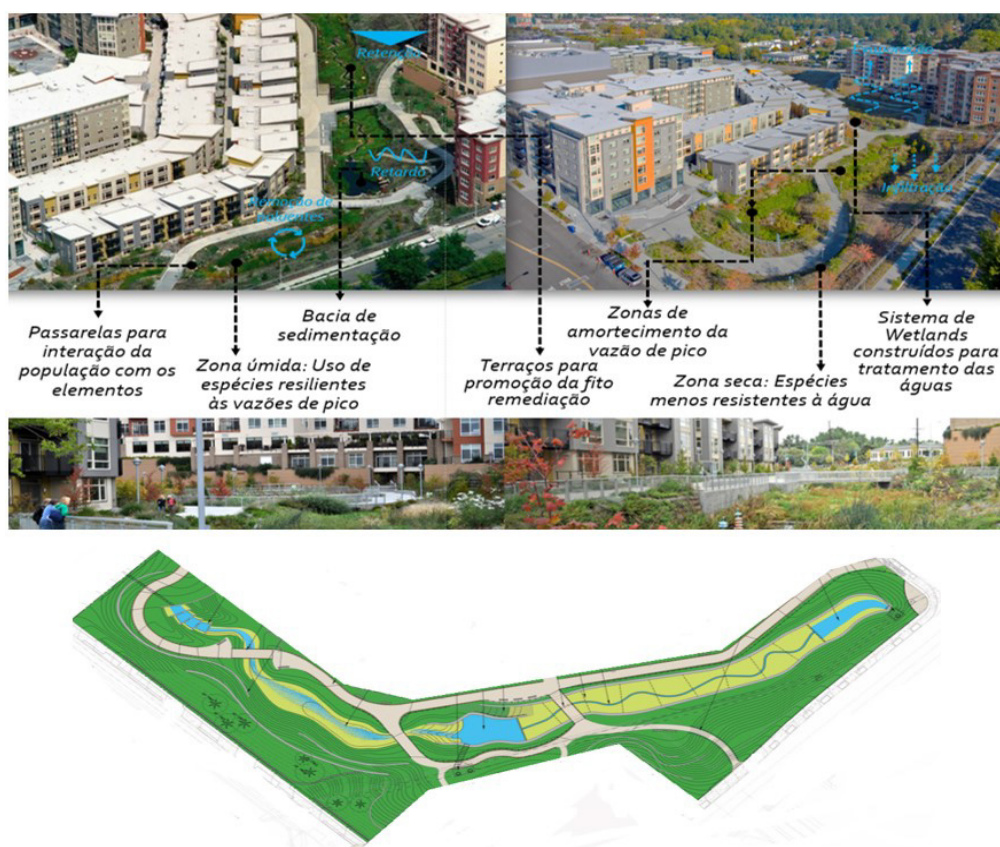 Retenção
Retardo
Remoção de
poluentes
Infiltração
Passarelas para
interação da
população com os
elementos
Zona úmida: Uso de
espécies resilientes
às vazões de pico
Bacia de
sedimentação
Terraços para
promoção da fito
remediação
Zonas de
amortecimento da
vazão de pico
Zona seca: Espécies
menos resistentes à água
Sistema de
Wetlands
construídos para
tratamento das
águas